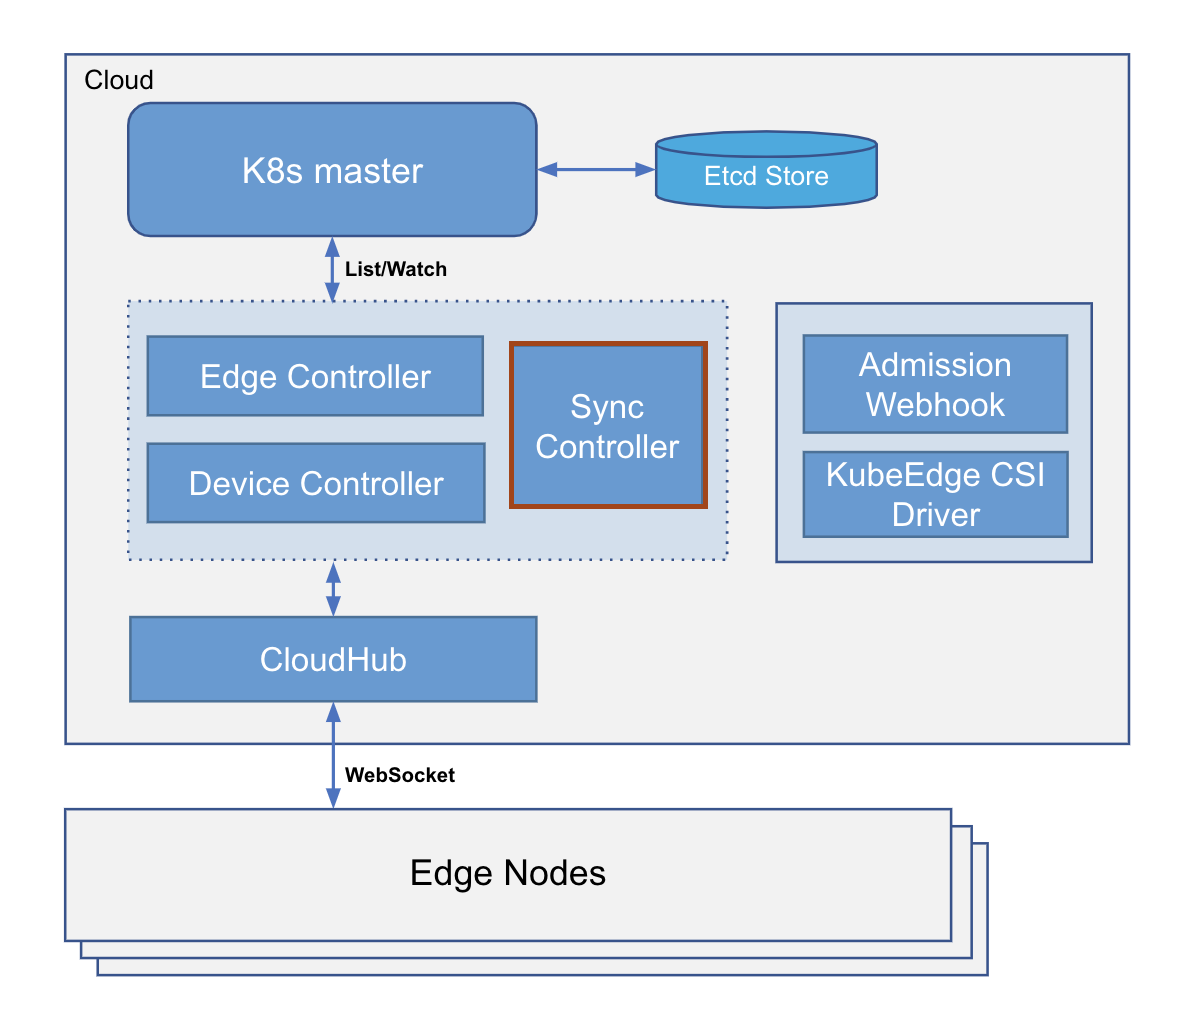 Cloud
K8s master
Etcd Store
List/Watch
Edge Controller
Device Controller
Sync
Controller
Admission
Webhook
KubeEdge CSI
Driver
CloudHub
WebSocket
Edge Nodes